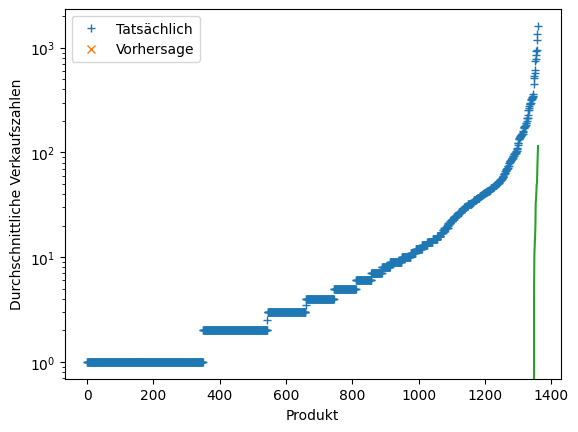 Tatsächlich
Vorhersage
10³
10²
10¹
10⁰
Durchschnittliche Verkaufszahlen
0 200 400 600 800 1000 1200 1400
Produkt